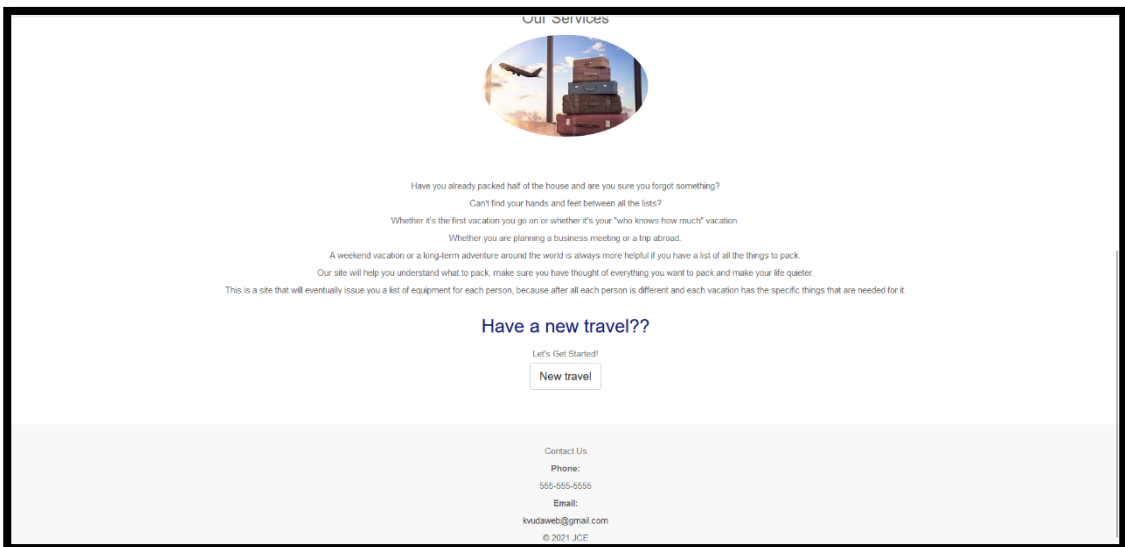 Our Services
Have you already packed half of the house and are you sure you forgot something?
Can't find your hands and feet between all the lists?
Whether it's the first vacation you go on or whether it's your "who knows how much" vacation.
Whether you are planning a business meeting or a trip abroad.
A weekend vacation or a long-term adventure around the world is always more helpful if you have a list of all the things to pack.
Our site will help you understand what to pack, make sure you have thought of everything you want to pack and make your life quieter.
This is a site that will eventually issue you a list of equipment for each person, because after all each person is different and each vacation has the specific things that are needed for it.
Have a new travel??
Let's Get Started!
New travel
Contact Us
Phone:
555-555-5555
Email:
kvudaweb@gmail.com
© 2021 JCE